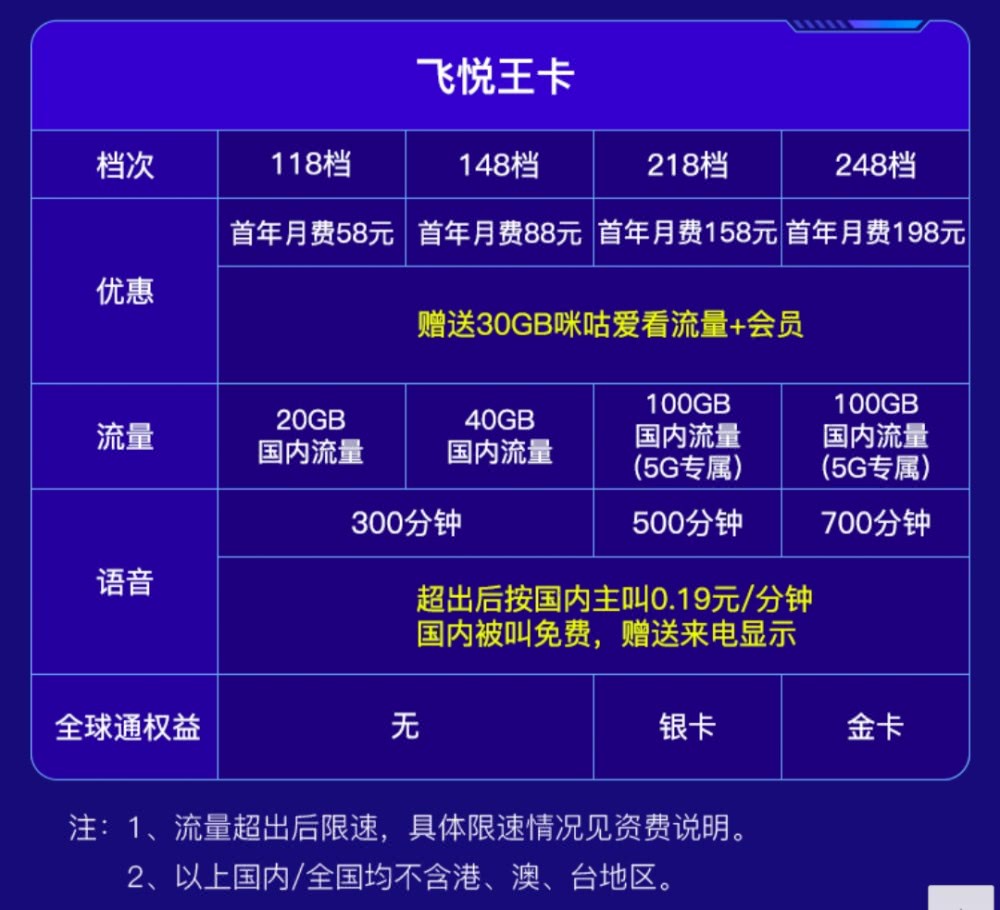 飞悦王卡
档次
118档
148档
218档
248档
优惠
首年月费58元
首年月费88元
首年月费158元
首年月费198元
赠送30GB咪咕爱看流量+会员
流量
20GB
国内流量
40GB
国内流量
100GB
国内流量
(5G专属)
100GB
国内流量
(5G专属)
语音
300分钟
500分钟
700分钟
超出后按国内主叫0.19元/分钟
国内被叫免费，赠送来电显示
全球通权益
无
银卡
金卡
注：1、流量超出后限速，具体限速情况见资费说明。
2、以上国内/全国均不含港、澳、台地区。